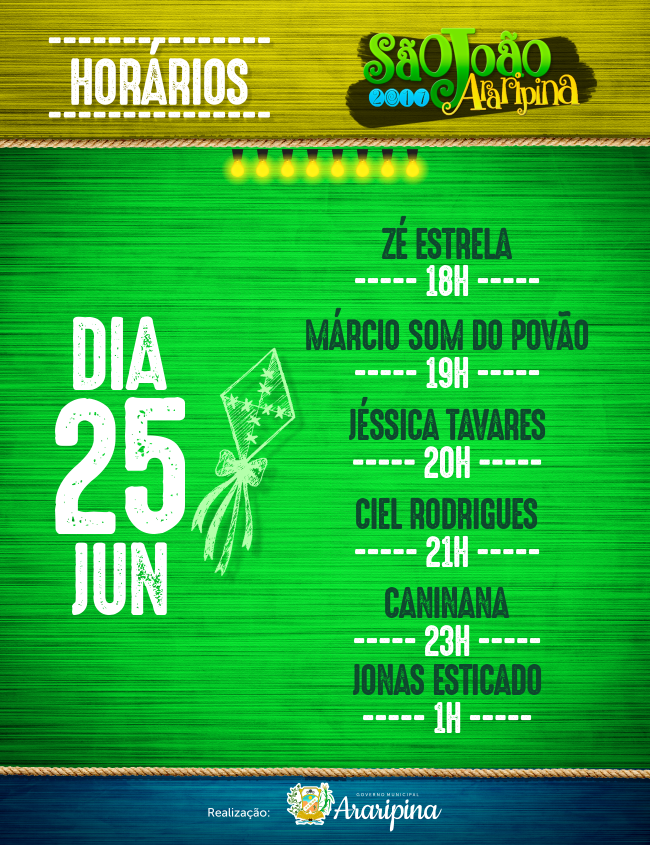 HORÁRIOS
SãO João
2017 Araripina
ZÉ ESTRELA
----- 18H -----
MÁRCIO SOM DO POVÃO
----- 19H -----
JÉSSICA TAVARES
----- 20H -----
CIEL RODRIGUES
----- 21H -----
CANINANA
----- 23H -----
JONAS ESTICADO
----- 1H -----
DIA
25
JUN
Realização:
GOVERNO MUNICIPAL
Araripina